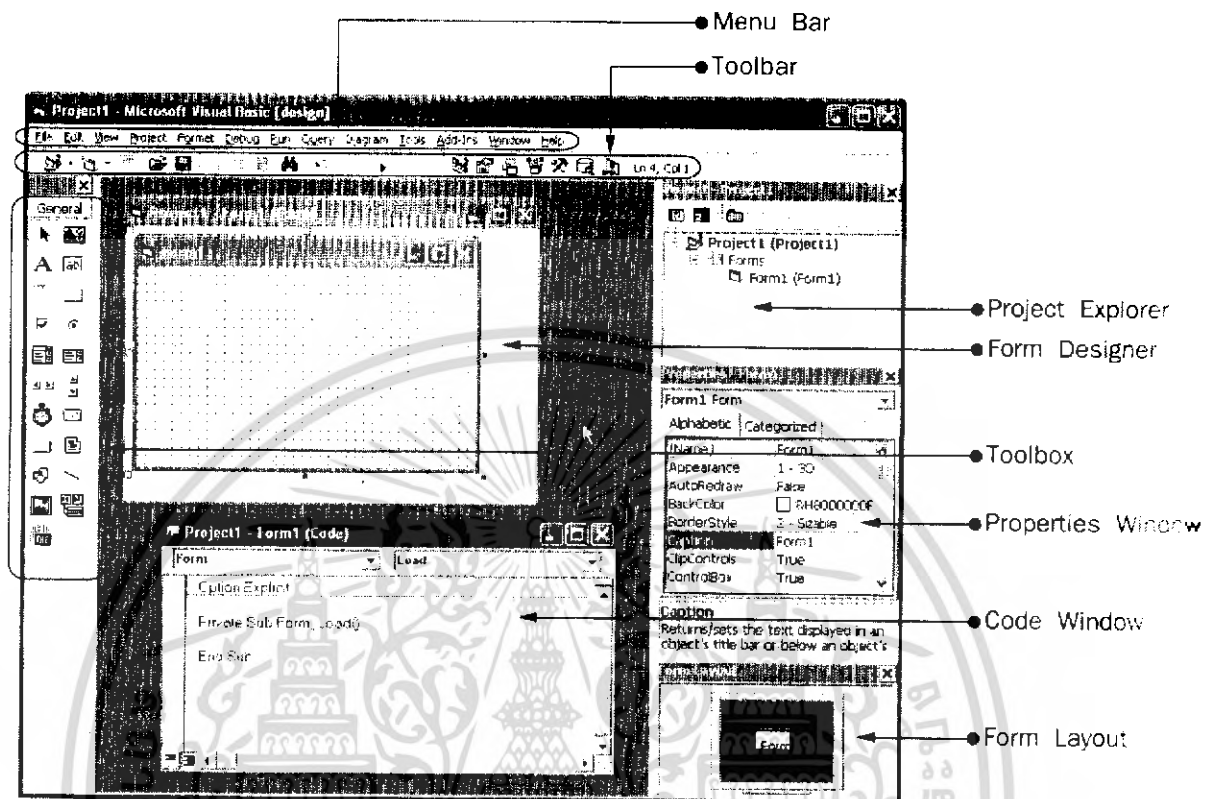 Menu Bar
Toolbar
Project1 - Microsoft Visual Basic [design]
File Edit View Project Format Debug Run Query Diagram Tools Add-Ins Window Help
Ln 4, Col 1
General
Project1 (Project1)
Forms
Form1 (Form1)
Project Explorer
Form Designer
Form1 Form
Alphabetic Categorized
(Name) Form1
Appearance 1 - 3D
AutoRedraw False
BackColor &H8000000F
BorderStyle 2 - Sizable
Caption Form1
ClipControls True
ControlBox True
Toolbox
Properties Window
Caption
Returns/sets the text displayed in an
object's title bar or below an object's
Project1 - Form1 (Code)
Form Load
Option Explicit
Private Sub Form_Load()
End Sub
Code Window
Form
Form Layout